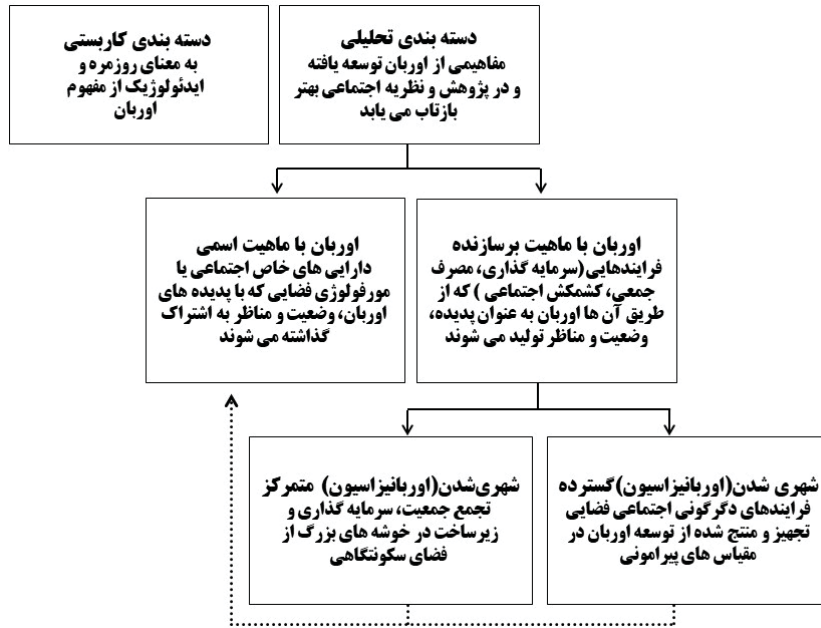 دسته بندی تحلیلی
مفاهیمی از اوربان توسعه یافته
و در پژوهش و نظریه اجتماعی بهتر
بازتاب می یابد
دسته بندی کاربستی
به معنای روزمره و
ایدئولوژیک از مفهوم
اوربان
اوربان با ماهیت برسازنده
فرایندهایی(سرمایه گذاری، مصرف
جمعی، کشمکش اجتماعی ) که از
طریق آن ها اوربان به عنوان پدیده،
وضعیت و مناظر تولید می شوند
اوربان با ماهیت اسمی
دارایی های خاص اجتماعی یا
مورفولوژی فضایی که با پدیده های
اوربان، وضعیت و مناظر به اشتراک
گذاشته می شوند
شهری شدن(اوربانیزاسیون)گسترده
فرایندهای دگرگونی اجتماعی فضایی
تجهیز و منتج شده از توسعه اوربان در
مقیاس های پیرامونی
شهری‌شدن(اوربانیزاسیون) متمرکز
تجمع جمعیت، سرمایه گذاری و
زیرساخت در خوشه های بزرگ از
فضای سکونتگاهی